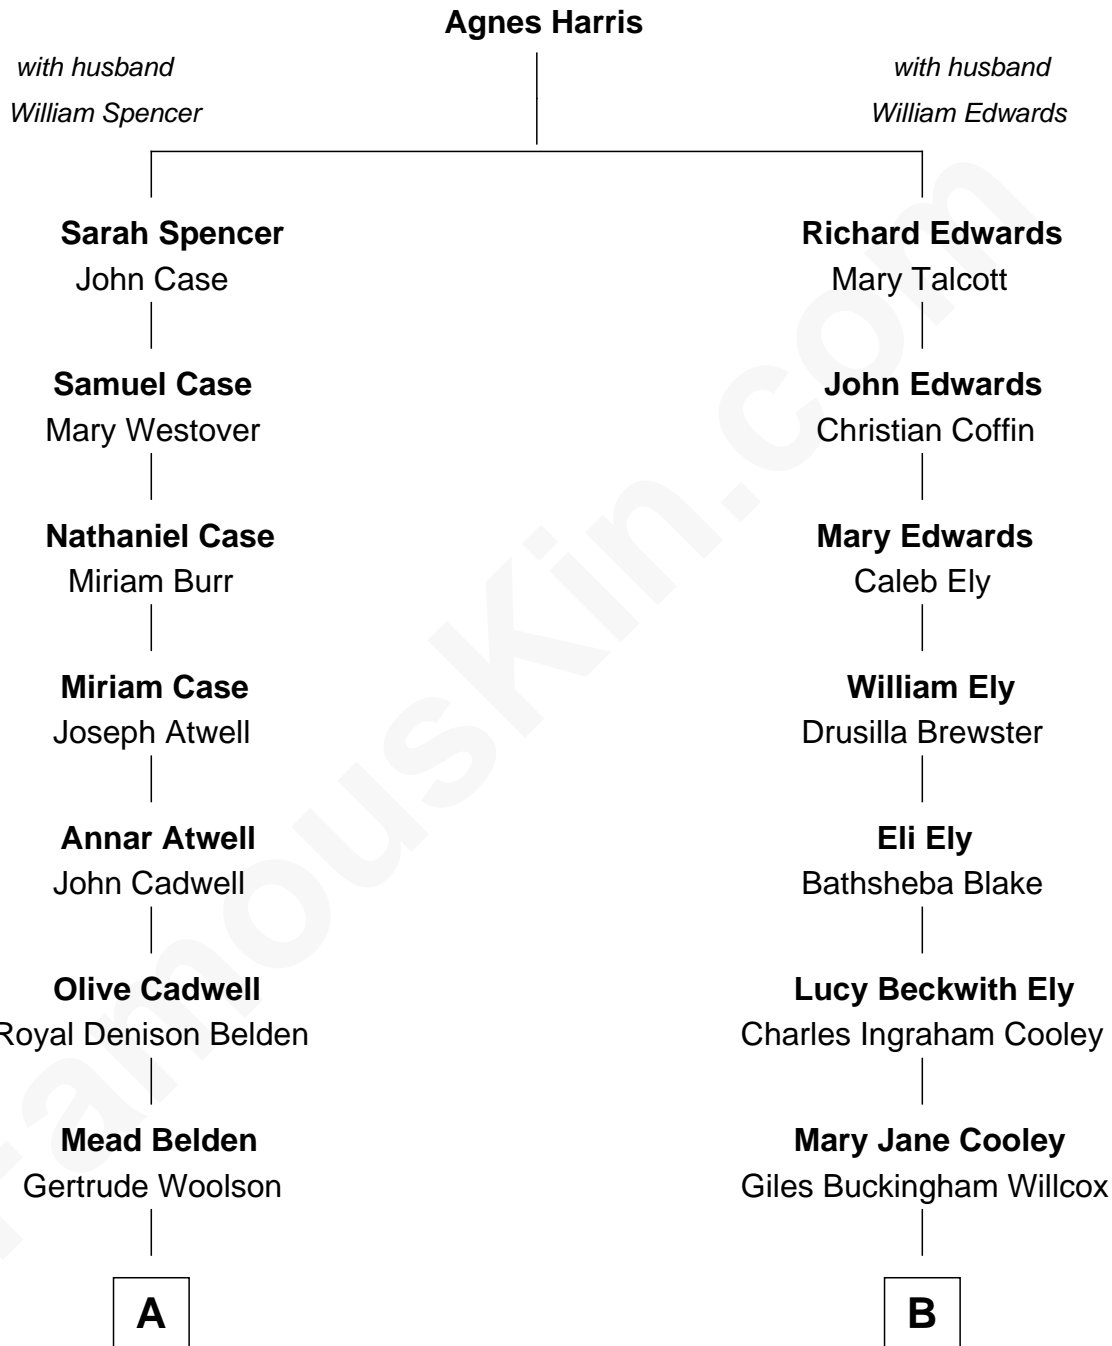 Agnes Harris
with husband
William Spencer
with husband
William Edwards
Sarah Spencer
John Case
Richard Edwards
Mary Talcott
Samuel Case
Mary Westover
John Edwards
Christian Coffin
Nathaniel Case
Miriam Burr
Mary Edwards
Caleb Ely
Miriam Case
Joseph Atwell
William Ely
Drusilla Brewster
Annar Atwell
John Cadwell
Eli Ely
Bathsheba Blake
Olive Cadwell
Royal Denison Belden
Lucy Beckwith Ely
Charles Ingraham Cooley
Mead Belden
Gertrude Woolson
Mary Jane Cooley
Giles Buckingham Willcox
A
B
FamousKin.com